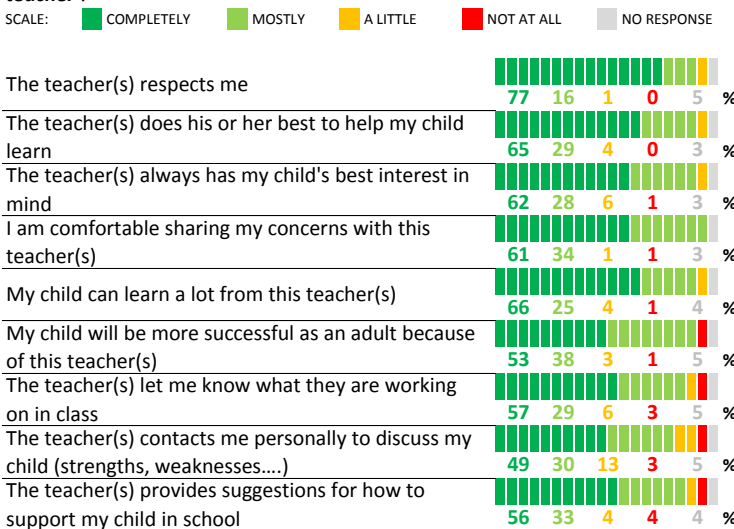 teacher?
SCALE: COMPLETELY MOSTLY A LITTLE NOT AT ALL NO RESPONSE
The teacher(s) respects me
77 16 1 0 5 %
The teacher(s) does his or her best to help my child
learn
65 29 4 0 3 %
The teacher(s) always has my child's best interest in
mind
62 28 6 1 3 %
I am comfortable sharing my concerns with this
teacher(s)
61 34 1 1 3 %
My child can learn a lot from this teacher(s)
66 25 4 1 4 %
My child will be more successful as an adult because
of this teacher(s)
53 38 3 1 5 %
The teacher(s) let me know what they are working
on in class
57 29 6 3 5 %
The teacher(s) contacts me personally to discuss my
child (strengths, weaknesses....)
49 30 13 3 5 %
The teacher(s) provides suggestions for how to
support my child in school
56 33 4 4 4 %